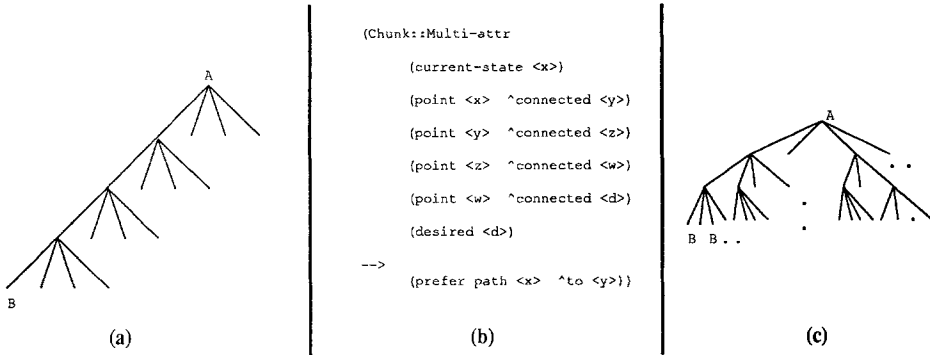 A
B
(a)
(Chunk::Multi-attr
(current-state <x>)
(point <x> ^connected <y>)
(point <y> ^connected <z>)
(point <z> ^connected <w>)
(point <w> ^connected <d>)
(desired <d>)
-->
(prefer path <x> ^to <y>))
(b)
A
. .
.
B B . .
(c)